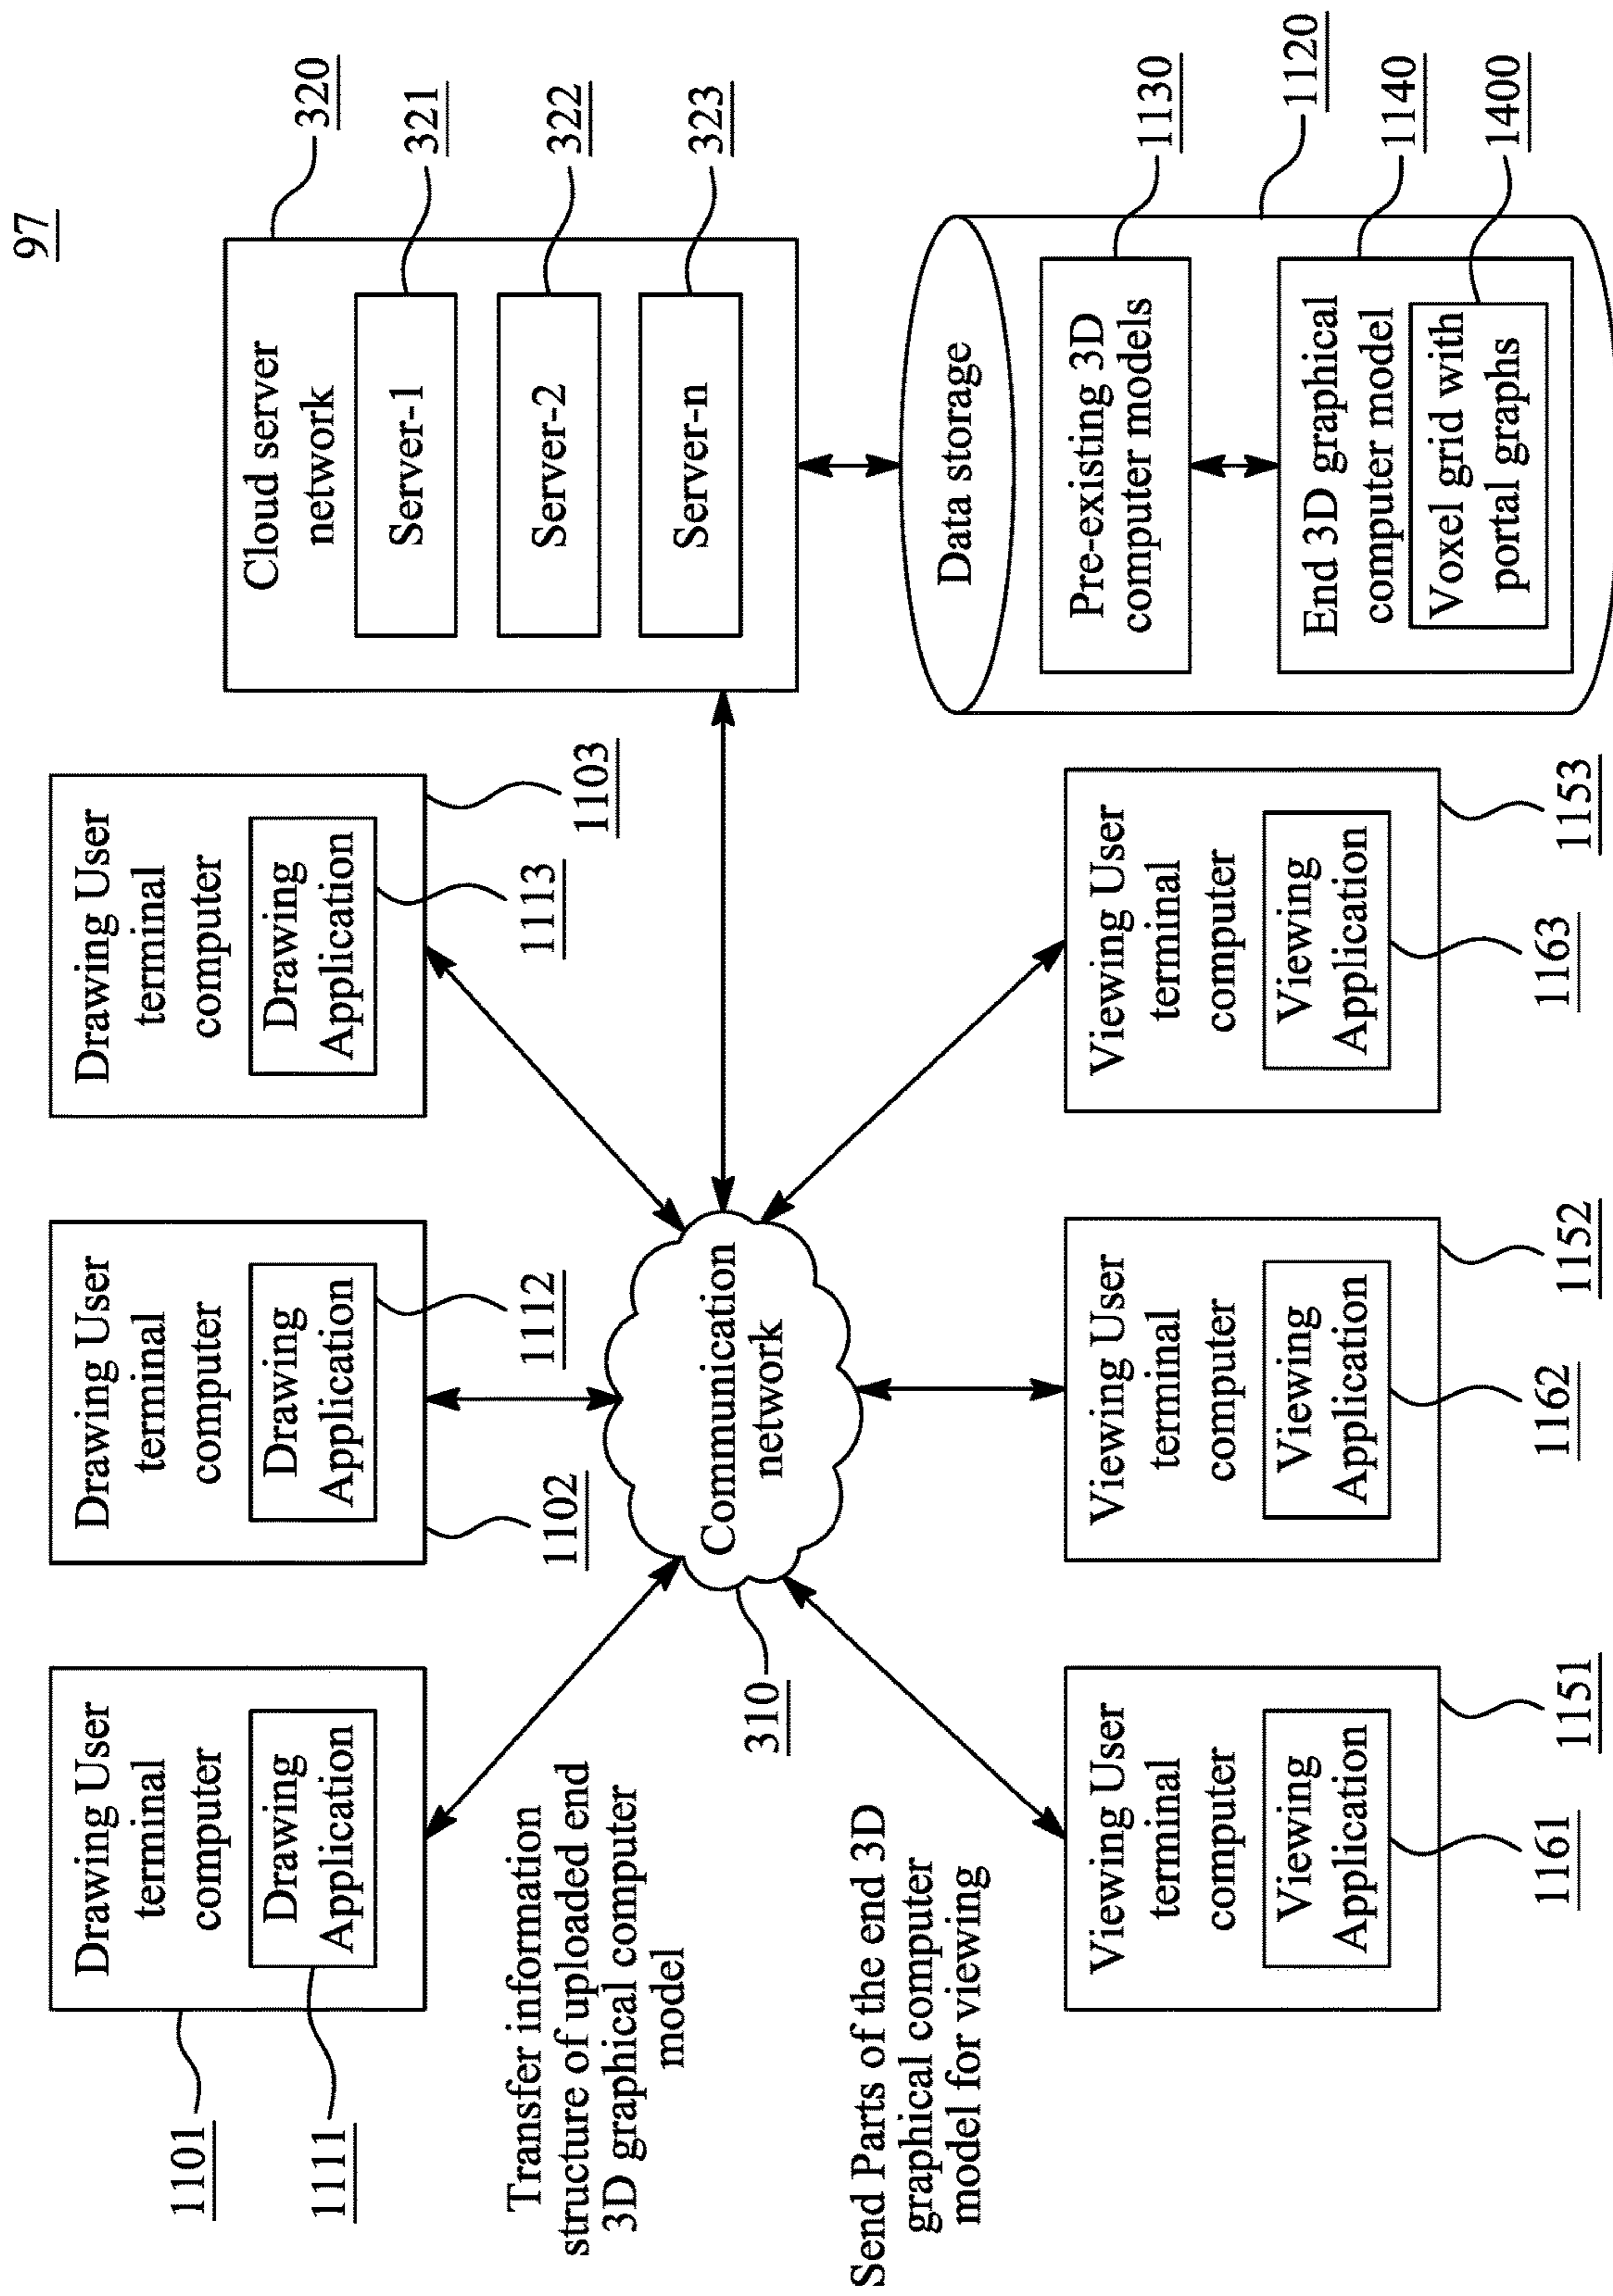 97
Drawing User
terminal
computer
Drawing
Application
1101
1111
Drawing User
terminal
computer
Drawing
Application
1102
1112
Drawing User
terminal
computer
Drawing
Application
1103
1113
Transfer information
structure of uploaded end
3D graphical computer
model
Communication
network
310
Cloud server
network
320
Server-1
321
Server-2
322
Server-n
323
Send Parts of the end 3D
graphical computer
model for viewing
Viewing User
terminal
computer
Viewing
Application
1161
1151
Viewing User
terminal
computer
Viewing
Application
1162
1152
Viewing User
terminal
computer
Viewing
Application
1163
1153
Data storage
Pre-existing 3D
computer models
1130
End 3D graphical
computer model
Voxel grid with
portal graphs
1120
1140
1400